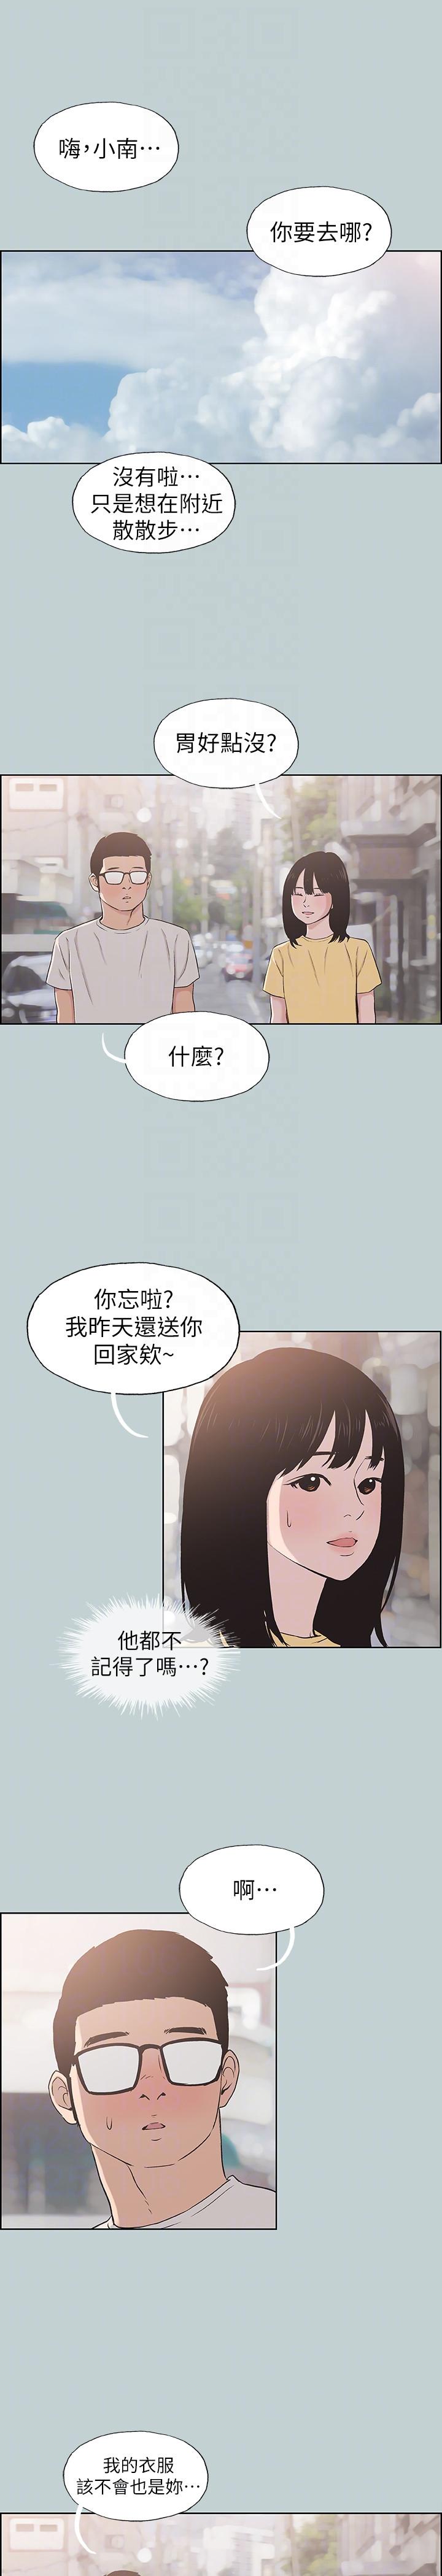 嗨,小南⋯
你要去哪?
沒有啦⋯
只是想在附近
散散步⋯
胃好點沒?
什麼?
你忘啦?
我昨天還送你
回家欸~
他都不
記得了嗎⋯?
啊⋯
我的衣服
該不會也是妳⋯